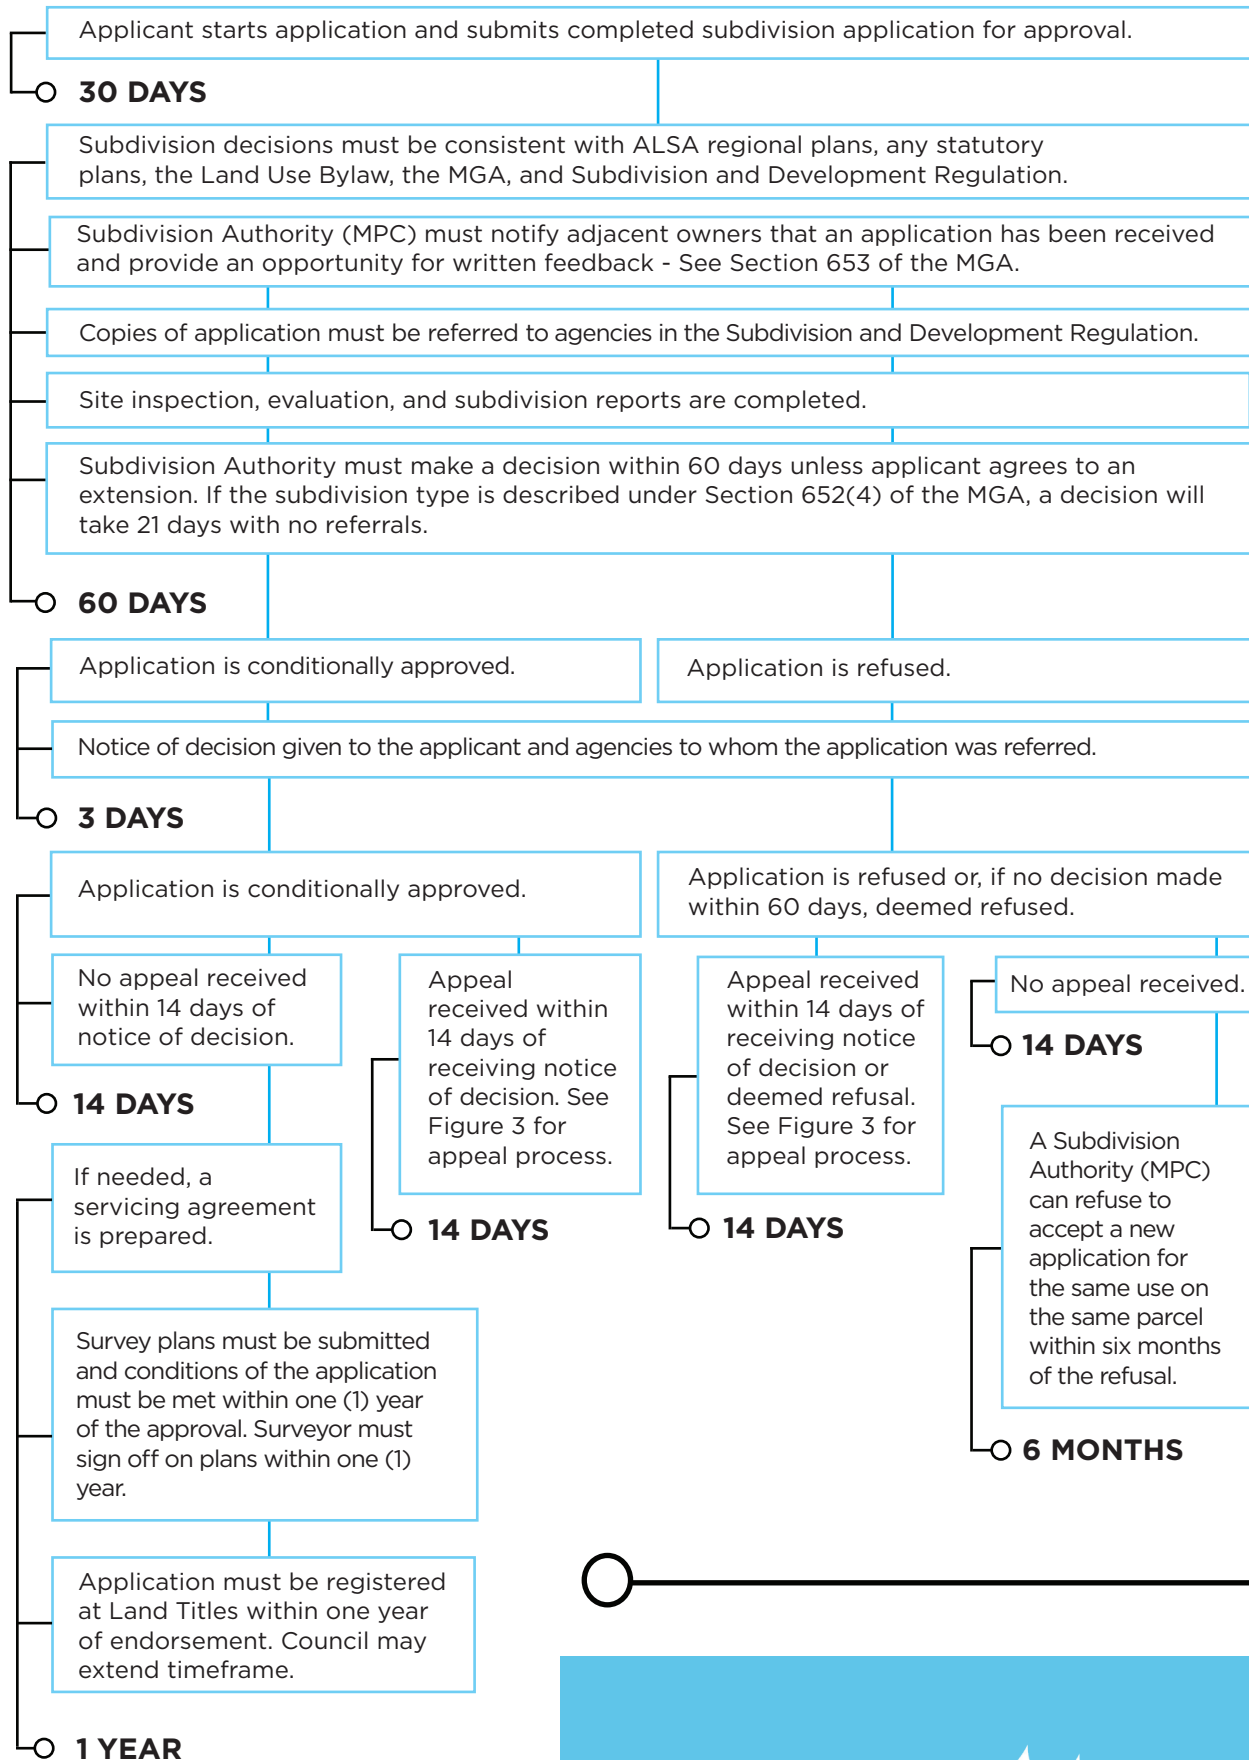 Applicant starts application and submits completed subdivision application for approval.
30 DAYS
Subdivision decisions must be consistent with ALSA regional plans, any statutory
plans, the Land Use Bylaw, the MGA, and Subdivision and Development Regulation.
Subdivision Authority (MPC) must notify adjacent owners that an application has been received
and provide an opportunity for written feedback - See Section 653 of the MGA.
Copies of application must be referred to agencies in the Subdivision and Development Regulation.
Site inspection, evaluation, and subdivision reports are completed.
Subdivision Authority must make a decision within 60 days unless applicant agrees to an
extension. If the subdivision type is described under Section 652(4) of the MGA, a decision will
take 21 days with no referrals.
60 DAYS
Application is conditionally approved.
Application is refused.
Notice of decision given to the applicant and agencies to whom the application was referred.
3 DAYS
Application is conditionally approved.
Application is refused or, if no decision made
within 60 days, deemed refused.
No appeal received
within 14 days of
notice of decision.
14 DAYS
Appeal
received within
14 days of
receiving notice
of decision. See
Figure 3 for
appeal process.
14 DAYS
Appeal received
within 14 days of
receiving notice
of decision or
deemed refusal.
See Figure 3 for
appeal process.
14 DAYS
No appeal received.
14 DAYS
A Subdivision
Authority (MPC)
can refuse to
accept a new
application for
the same use on
the same parcel
within six months
of the refusal.
6 MONTHS
If needed, a
servicing agreement
is prepared.
Survey plans must be submitted
and conditions of the application
must be met within one (1) year
of the approval. Surveyor must
sign off on plans within one (1)
year.
Application must be registered
at Land Titles within one year
of endorsement. Council may
extend timeframe.
1 YEAR